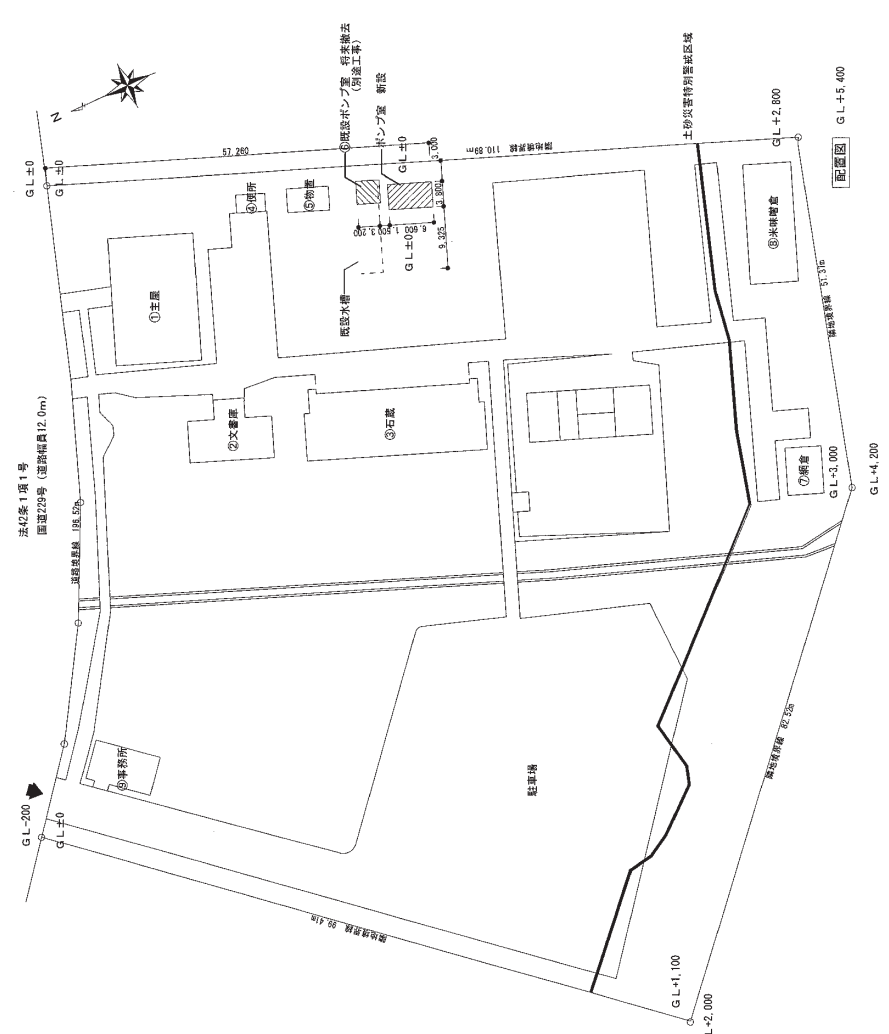 法42条1項1号
国道229号（道路幅員12.0m）
道路境界線 196.52m
GL±0
GL±0
57,260
⑥既設ポンプ室 将来撤去
（別途工事）
ポンプ室 新設
GL±0
3,000
3,800
隣地境界線 110.89m
土砂災害特別警戒区域
GL+2,800
GL+5,400
配置図
N
④便所
⑤物置
3,200
1,500
6,600
GL±0
9,325
既設水槽
①主屋
②文書庫
③石蔵
⑧米味噌倉
隣地境界線 51.31m
⑦網倉
GL+3,000
GL+4,200
⑨事務所
駐車場
隣地境界線 82.52m
GL-200
GL±0
隣地境界線 99.41m
GL+1,100
L+2,000